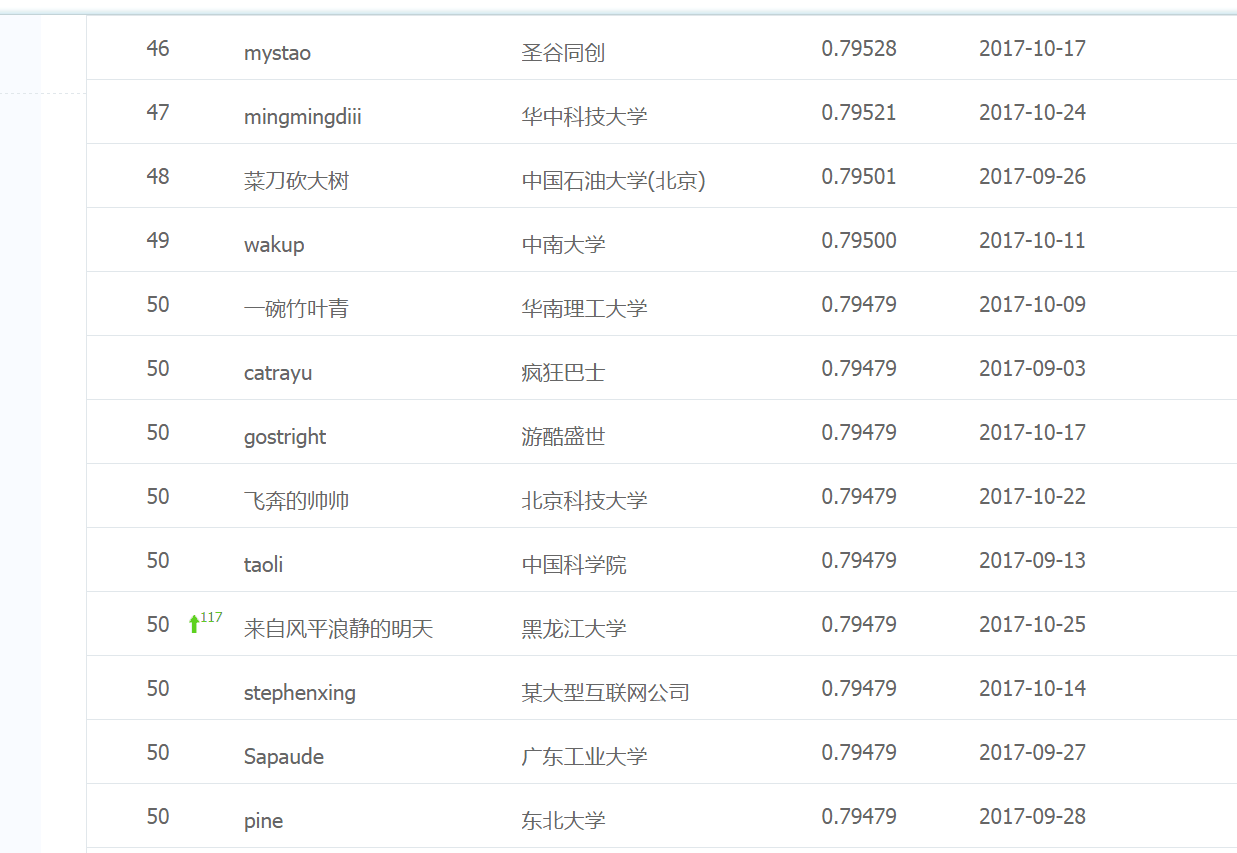 46 mystao 圣谷同创 0.79528 2017-10-17
47 mingmingdiii 华中科技大学 0.79521 2017-10-24
48 菜刀砍大树 中国石油大学(北京) 0.79501 2017-09-26
49 wakup 中南大学 0.79500 2017-10-11
50 一碗竹叶青 华南理工大学 0.79479 2017-10-09
50 catrayu 疯狂巴士 0.79479 2017-09-03
50 gostright 游酷盛世 0.79479 2017-10-17
50 飞奔的帅帅 北京科技大学 0.79479 2017-10-22
50 taoli 中国科学院 0.79479 2017-09-13
50 117 来自风平浪静的明天 黑龙江大学 0.79479 2017-10-25
50 stephenxing 某大型互联网公司 0.79479 2017-10-14
50 Sapaude 广东工业大学 0.79479 2017-09-27
50 pine 东北大学 0.79479 2017-09-28